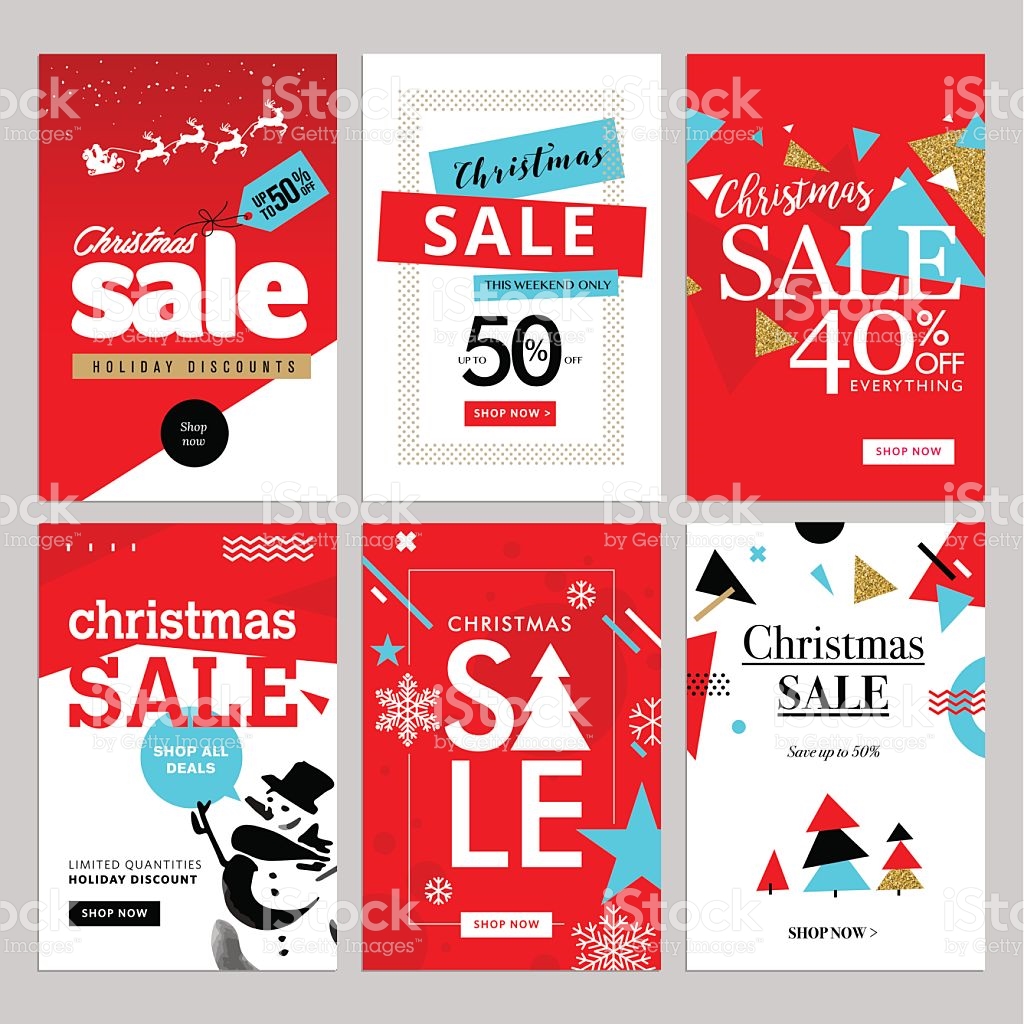 UP TO 50% OFF
Christmas
sale
HOLIDAY DISCOUNTS
Shop
now
Christmas
SALE
THIS WEEKEND ONLY
UP TO 50% OFF
SHOP NOW >
Christmas
SALE
40% OFF
EVERYTHING
SHOP NOW
christmas
SALE
SHOP ALL
DEALS
LIMITED QUANTITIES
HOLIDAY DISCOUNT
SHOP NOW
CHRISTMAS
S
LE
SHOP NOW
Christmas
SALE
Save up to 50%
SHOP NOW >
iStock
by Getty Images™